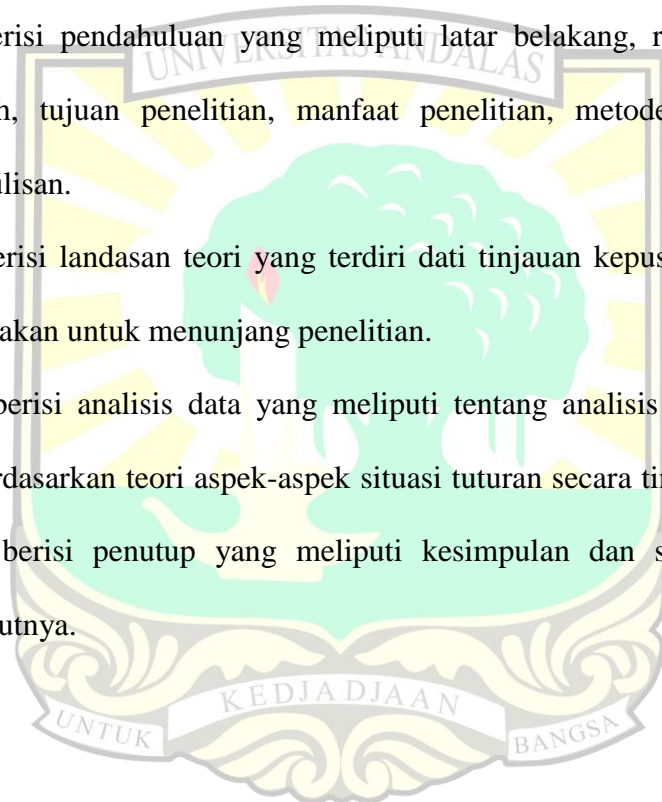 erisi pendahuluan yang meliputi latar belakang, r
UNIVERSITAS ANDALAS
n, tujuan penelitian, manfaat penelitian, metode
ulisan.
erisi landasan teori yang terdiri dati tinjauan kepus
akan untuk menunjang penelitian.
berisi analisis data yang meliputi tentang analisis
rdasarkan teori aspek-aspek situasi tuturan secara tin
berisi penutup yang meliputi kesimpulan dan s
utnya.
KEDJADJAAN
UNTUK
BANGSA